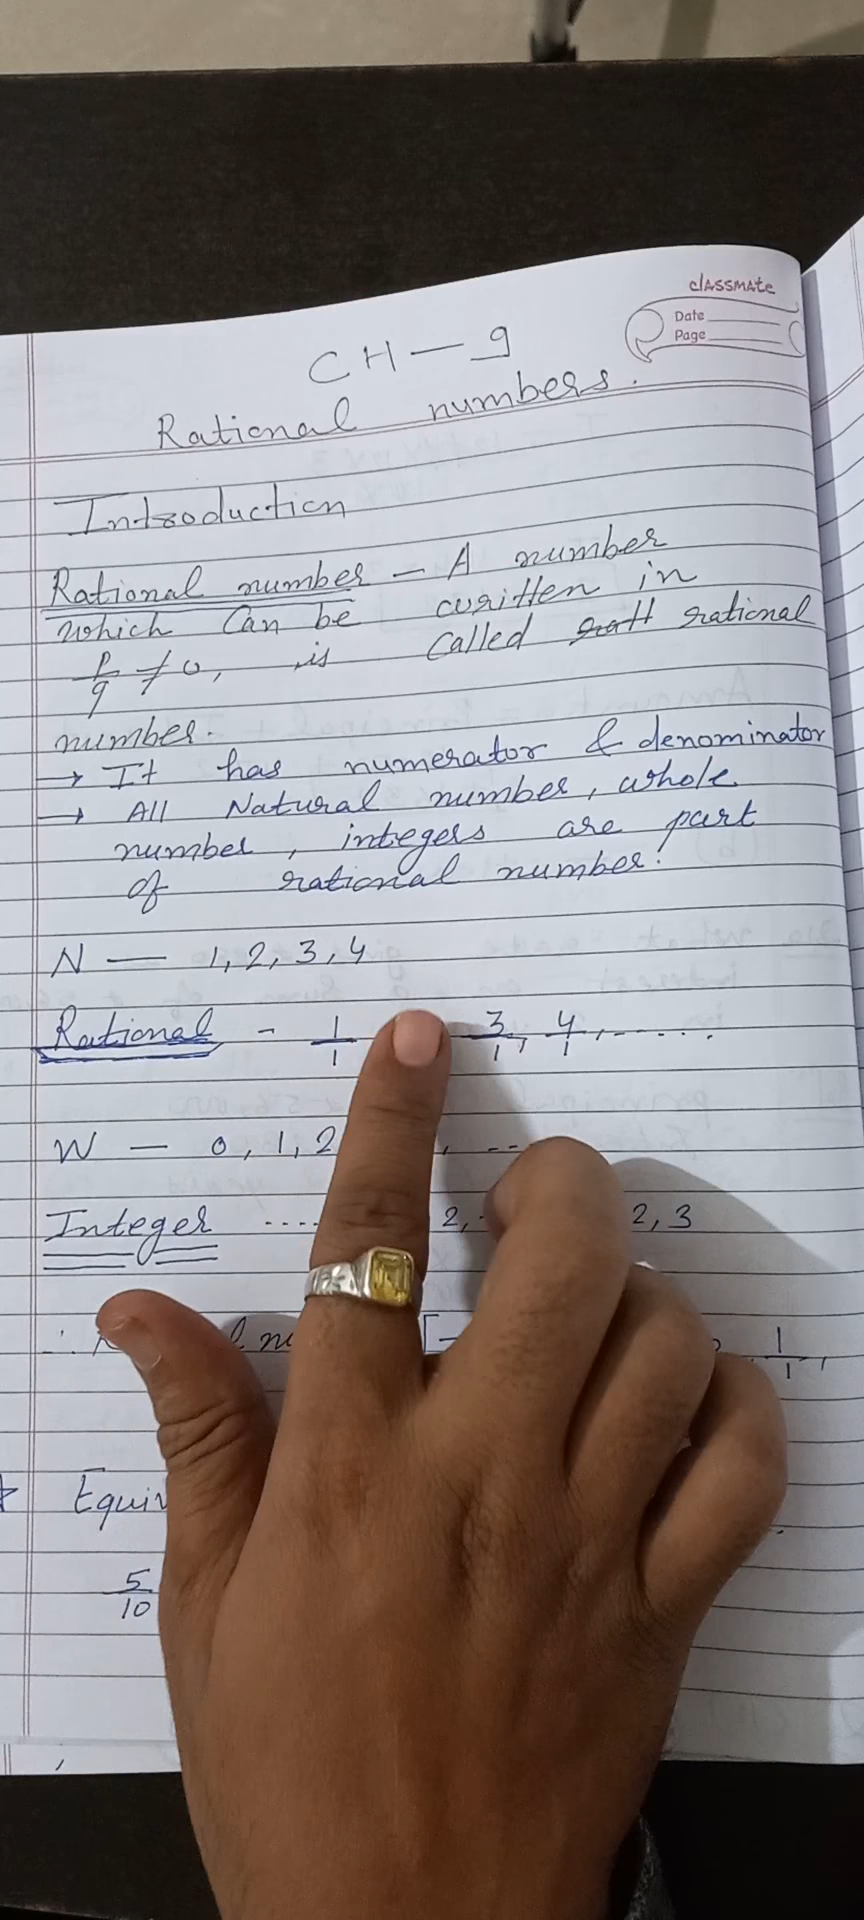 classmate
Date
Page
CH - 9
Rational numbers.
Introduction
Rational number - A number
which can be written in
p/q ≠ 0, is called rational
number.
→ It has numerator & denominator
→ All Natural number, whole
number, integers are part
of rational number.
N — 1, 2, 3, 4
Rational - 1/1 3/1, 4/1, ......
W — 0, 1, 2 , --
Integer .... 2, 2, 3
∴ [ 1/1,
5/10